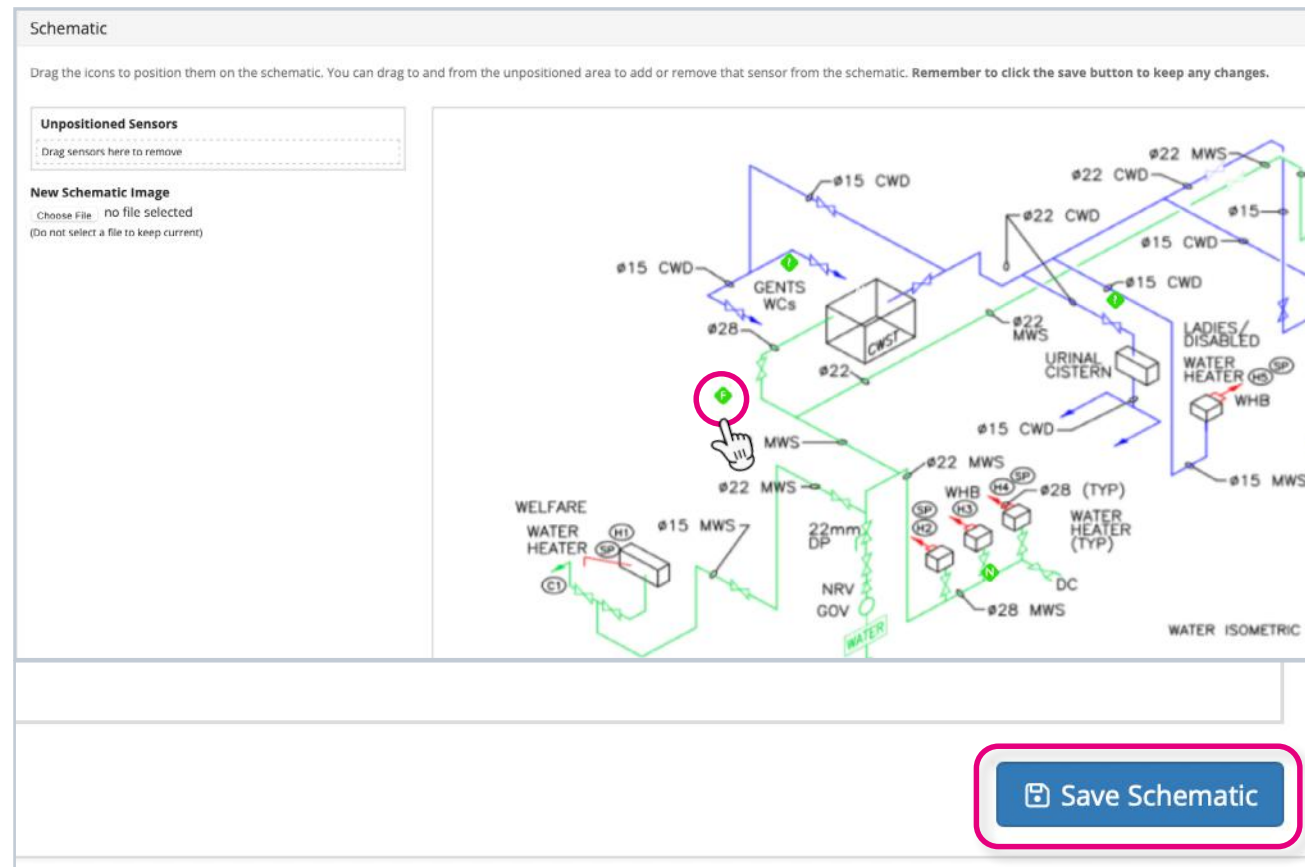 Schematic
Drag the icons to position them on the schematic. You can drag to and from the unpositioned area to add or remove that sensor from the schematic. Remember to click the save button to keep any changes.
Unpositioned Sensors
Drag sensors here to remove
New Schematic Image
Choose File no file selected
(Do not select a file to keep current)
ø22 MWS
ø22 CWD
ø15 CWD
ø22 CWD
ø15
ø15 CWD
ø15 CWD
GENTS
WCs
ø15 CWD
ø28
CWST
ø22
MWS
LADIES/
DISABLED
URINAL
CISTERN
WATER
HEATER
H5
SP
WHB
ø22
F
MWS
ø15 CWD
ø22 MWS
ø22 MWS
ø15 MWS
WELFARE
WATER
HEATER
H1
SP
C1
ø15 MWS
22mm
DP
SP
H2
WHB
H3
H4
SP
ø28 (TYP)
WATER
HEATER
(TYP)
N
DC
NRV
GOV
ø28 MWS
WATER
WATER ISOMETRIC
Save Schematic